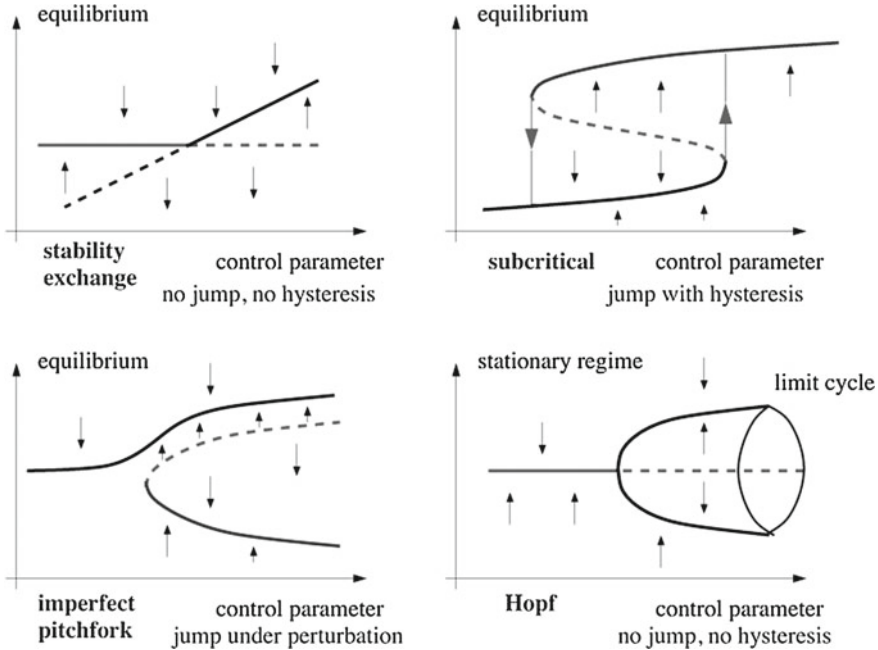 equilibrium
stability
exchange
control parameter
no jump, no hysteresis
equilibrium
subcritical
control parameter
jump with hysteresis
equilibrium
imperfect
pitchfork
control parameter
jump under perturbation
stationary regime
limit cycle
Hopf
control parameter
no jump, no hysteresis